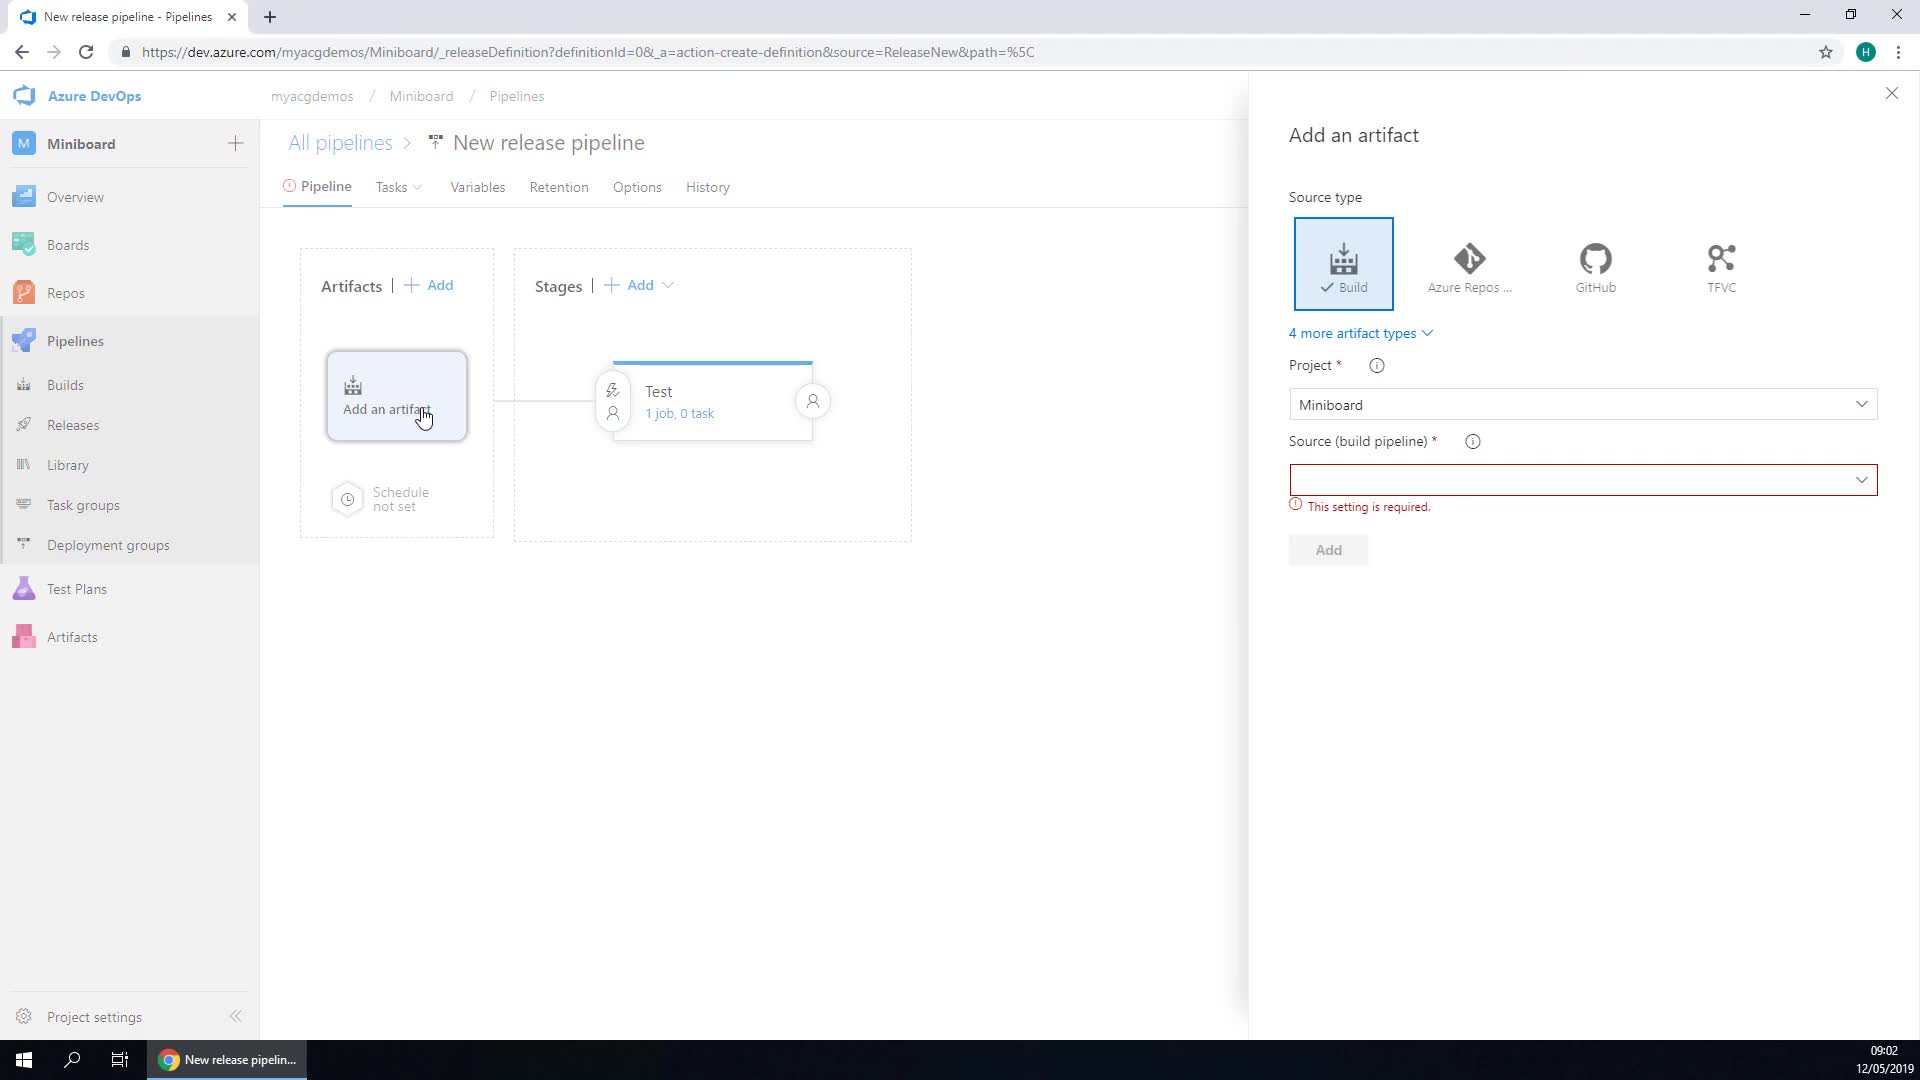 New release pipeline - Pipelines
https://dev.azure.com/myacgdemos/Miniboard/_releaseDefinition?definitionId=0&_a=action-create-definition&source=ReleaseNew&path=%5C
H
Azure DevOps
myacgdemos / Miniboard / Pipelines
M Miniboard
Overview
Boards
Repos
Pipelines
Builds
Releases
Library
Task groups
Deployment groups
Test Plans
Artifacts
Project settings
All pipelines > New release pipeline
Pipeline Tasks Variables Retention Options History
Artifacts | + Add
Add an artifact
Schedule
not set
Stages | + Add
Test
1 job, 0 task
Add an artifact
Source type
Build
Azure Repos ...
GitHub
TFVC
4 more artifact types
Project *
Miniboard
Source (build pipeline) *
This setting is required.
Add
New release pipelin...
09:02
12/05/2019